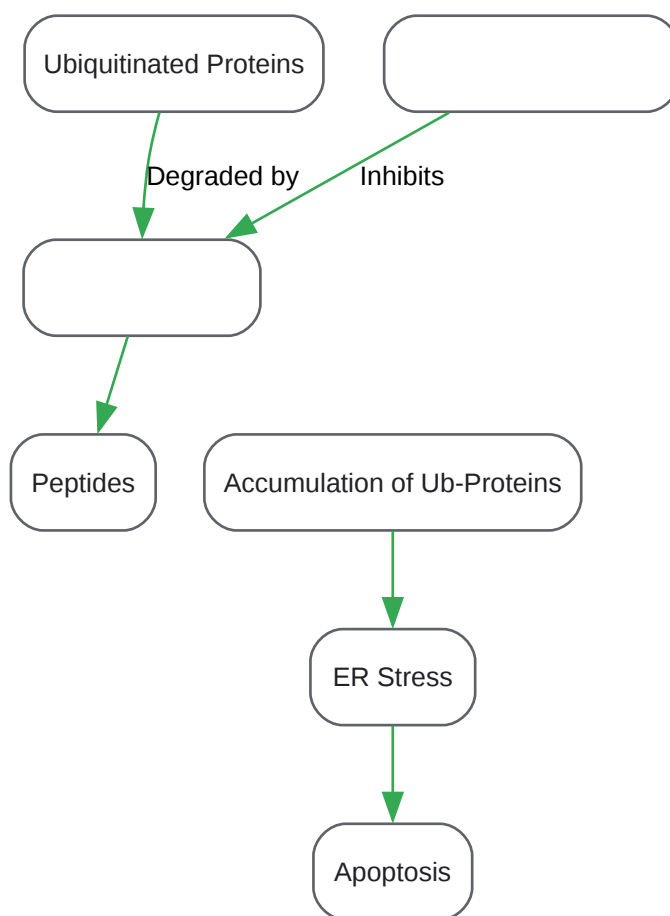 Ubiquitinated Proteins
Degraded by
Inhibits
Peptides
Accumulation of Ub-Proteins
ER Stress
Apoptosis